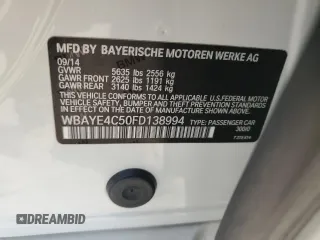 MFD BY BAYERISCHE MOTOREN WERKE AG
09/14
GVWR 5635 lbs 2556 kg
GAWR FRONT 2625 lbs 1191 kg
GAWR REAR 3140 lbs 1424 kg
THIS VEHICLE CONFORMS TO ALL APPLICABLE U.S. FEDERAL MOTOR
VEHICLE SAFETY, BUMPER, AND THEFT PREVENTION STANDARDS
IN EFFECT ON THE DATE OF MANUFACTURE SHOWN ABOVE.
WBAYE4C50FD138994 TYPE: PASSENGER CAR
300/0
DREAMBID